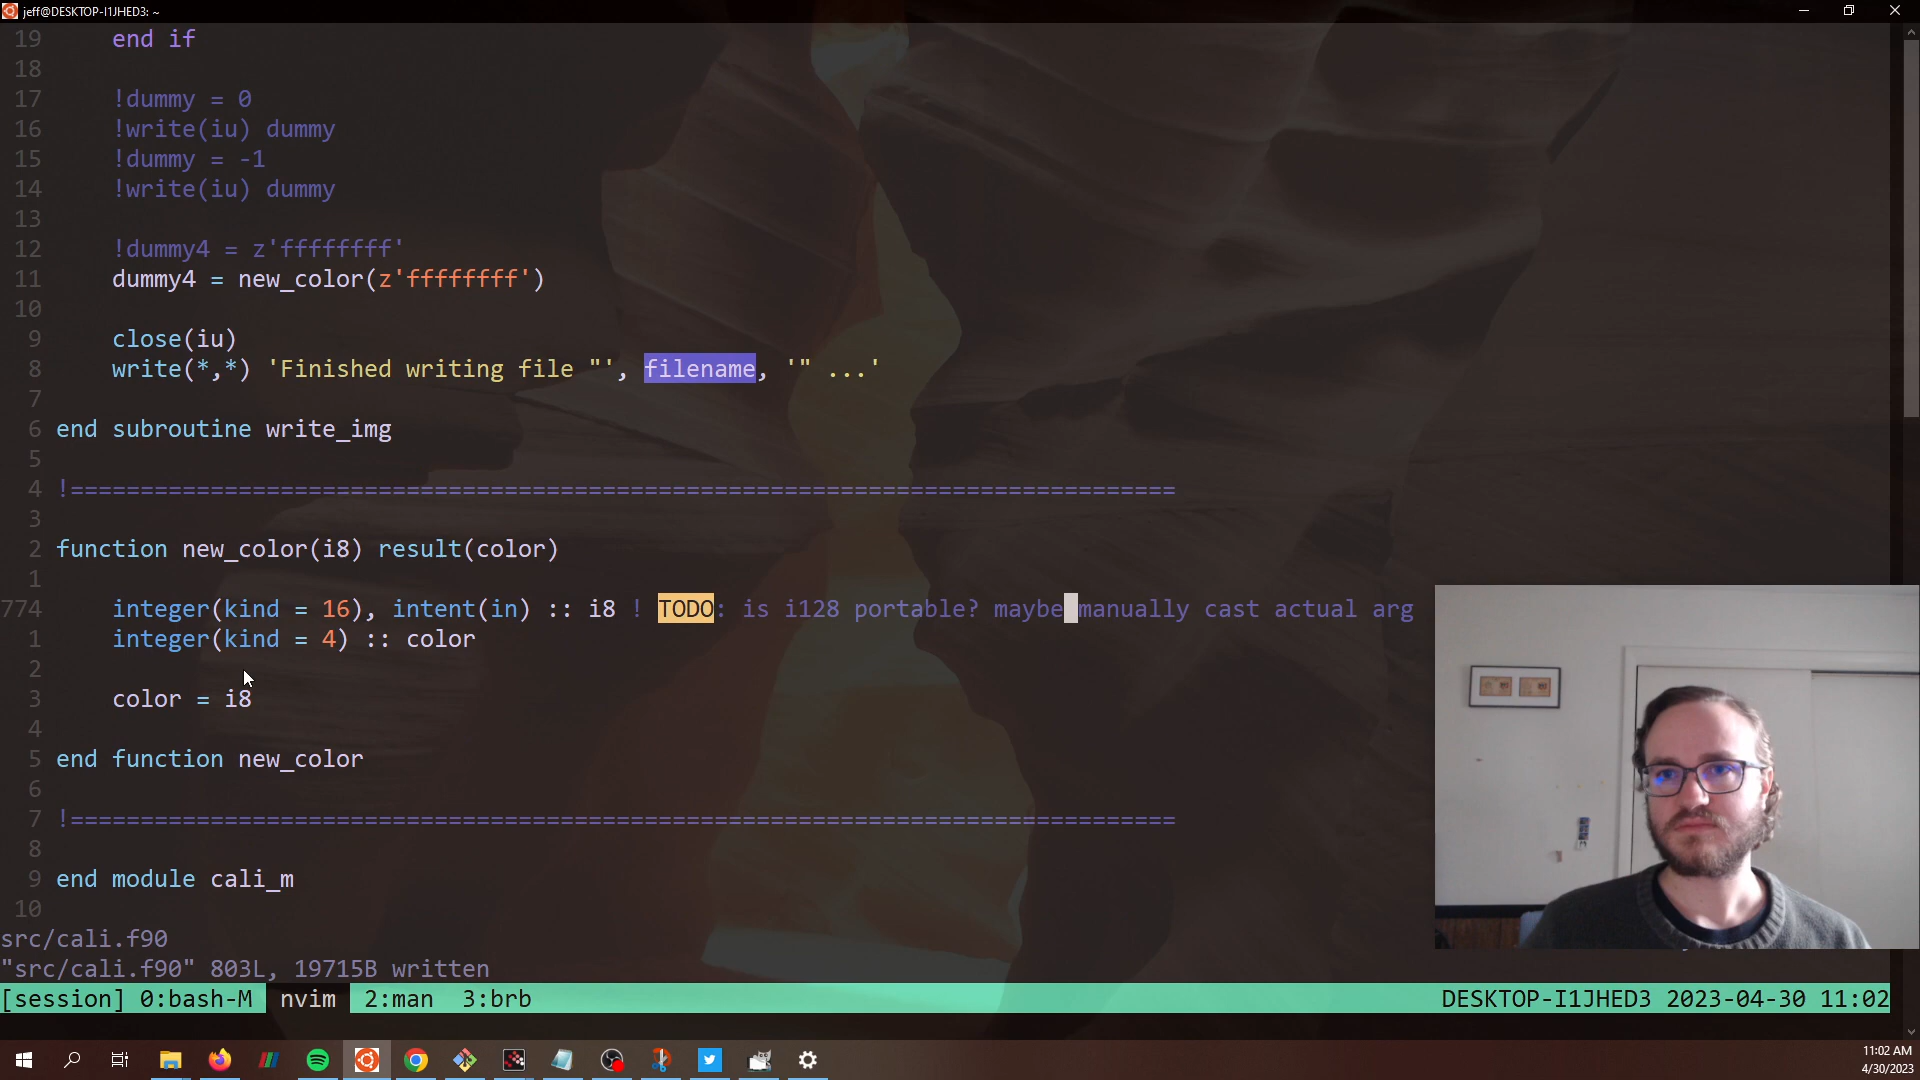 jeff@DESKTOP-I1JHED3: ~
19 end if
18
17 !dummy = 0
16 !write(iu) dummy
15 !dummy = -1
14 !write(iu) dummy
13
12 !dummy4 = z'ffffffff'
11 dummy4 = new_color(z'ffffffff')
10
9 close(iu)
8 write(*,*) 'Finished writing file "', filename, '" ...'
7
6 end subroutine write_img
5
4 !===============================================================================
3
2 function new_color(i8) result(color)
1
774 integer(kind = 16), intent(in) :: i8 ! TODO: is i128 portable? maybe manually cast actual arg
1 integer(kind = 4) :: color
2
3 color = i8
4
5 end function new_color
6
7 !===============================================================================
8
9 end module cali_m
10
src/cali.f90
"src/cali.f90" 803L, 19715B written
[session] 0:bash-M nvim 2:man 3:brb DESKTOP-I1JHED3 2023-04-30 11:02
11:02 AM
4/30/2023